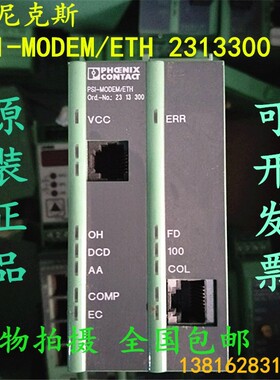 尼克斯
I-MODEM/ETH 2313300
PHOENIX
CONTACT
PSI-MODEM/ETH
Ord.-No.: 23 13 300
VCC
ERR
原装正品
可开发票
OH
DCD
AA
FD
100
COL
COMP
EC
物拍摄 全国包邮
138162831